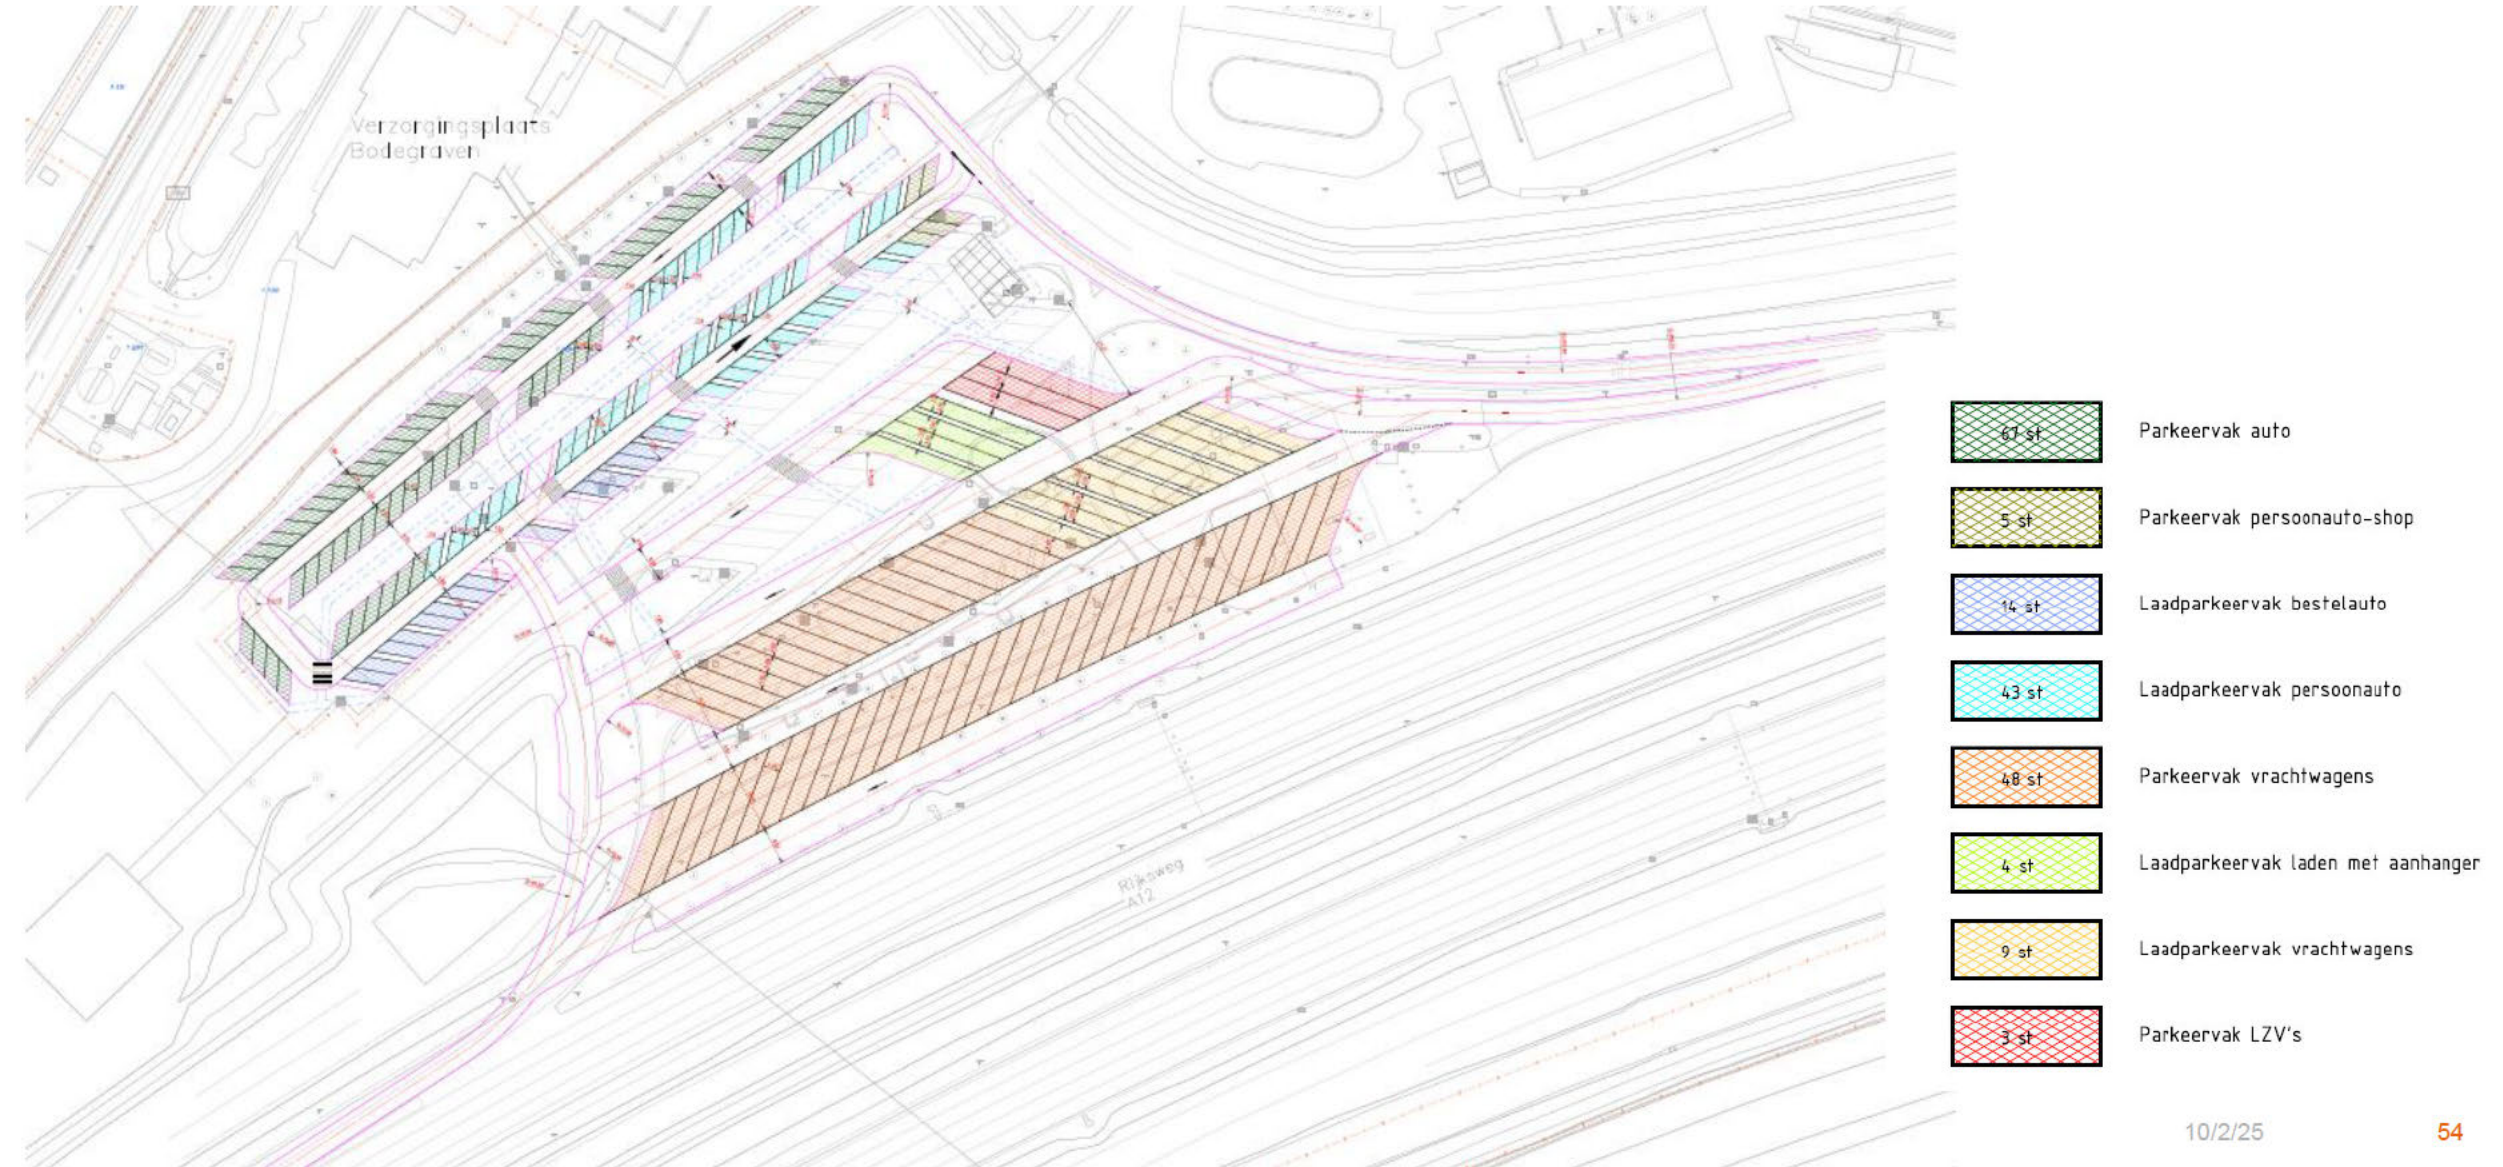 Verzorgingsplaats
Bodegraven
Rijksweg
A12
67 st
Parkeervak auto
5 st
Parkeervak persoonauto-shop
14 st
Laadparkeervak bestelauto
43 st
Laadparkeervak persoonauto
48 st
Parkeervak vrachtwagens
4 st
Laadparkeervak laden met aanhanger
9 st
Laadparkeervak vrachtwagens
3 st
Parkeervak LZV's
10/2/25
54